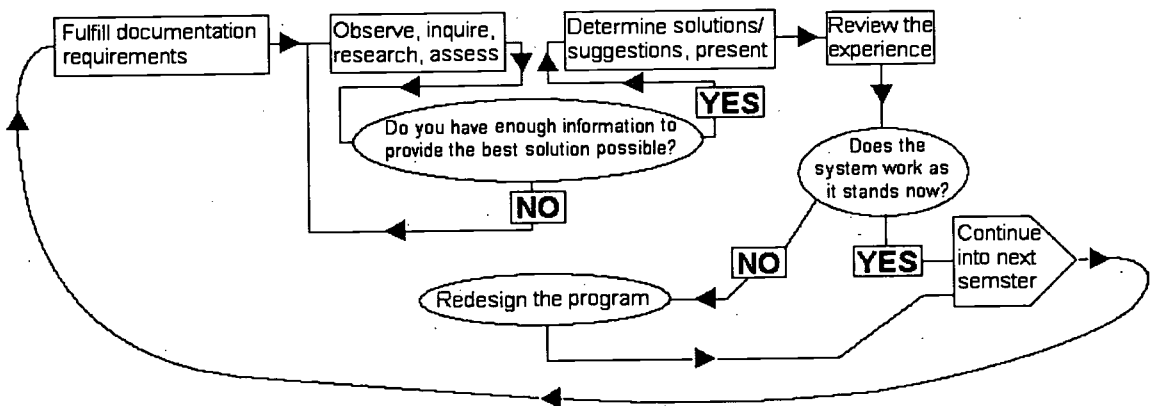 Fulfill documentation
requirements
Observe, inquire,
research, assess
Determine solutions/
suggestions, present
Review the
experience
YES
Do you have enough information to
provide the best solution possible?
NO
Does the
system work as
it stands now?
NO
YES
Continue
into next
semster
Redesign the program